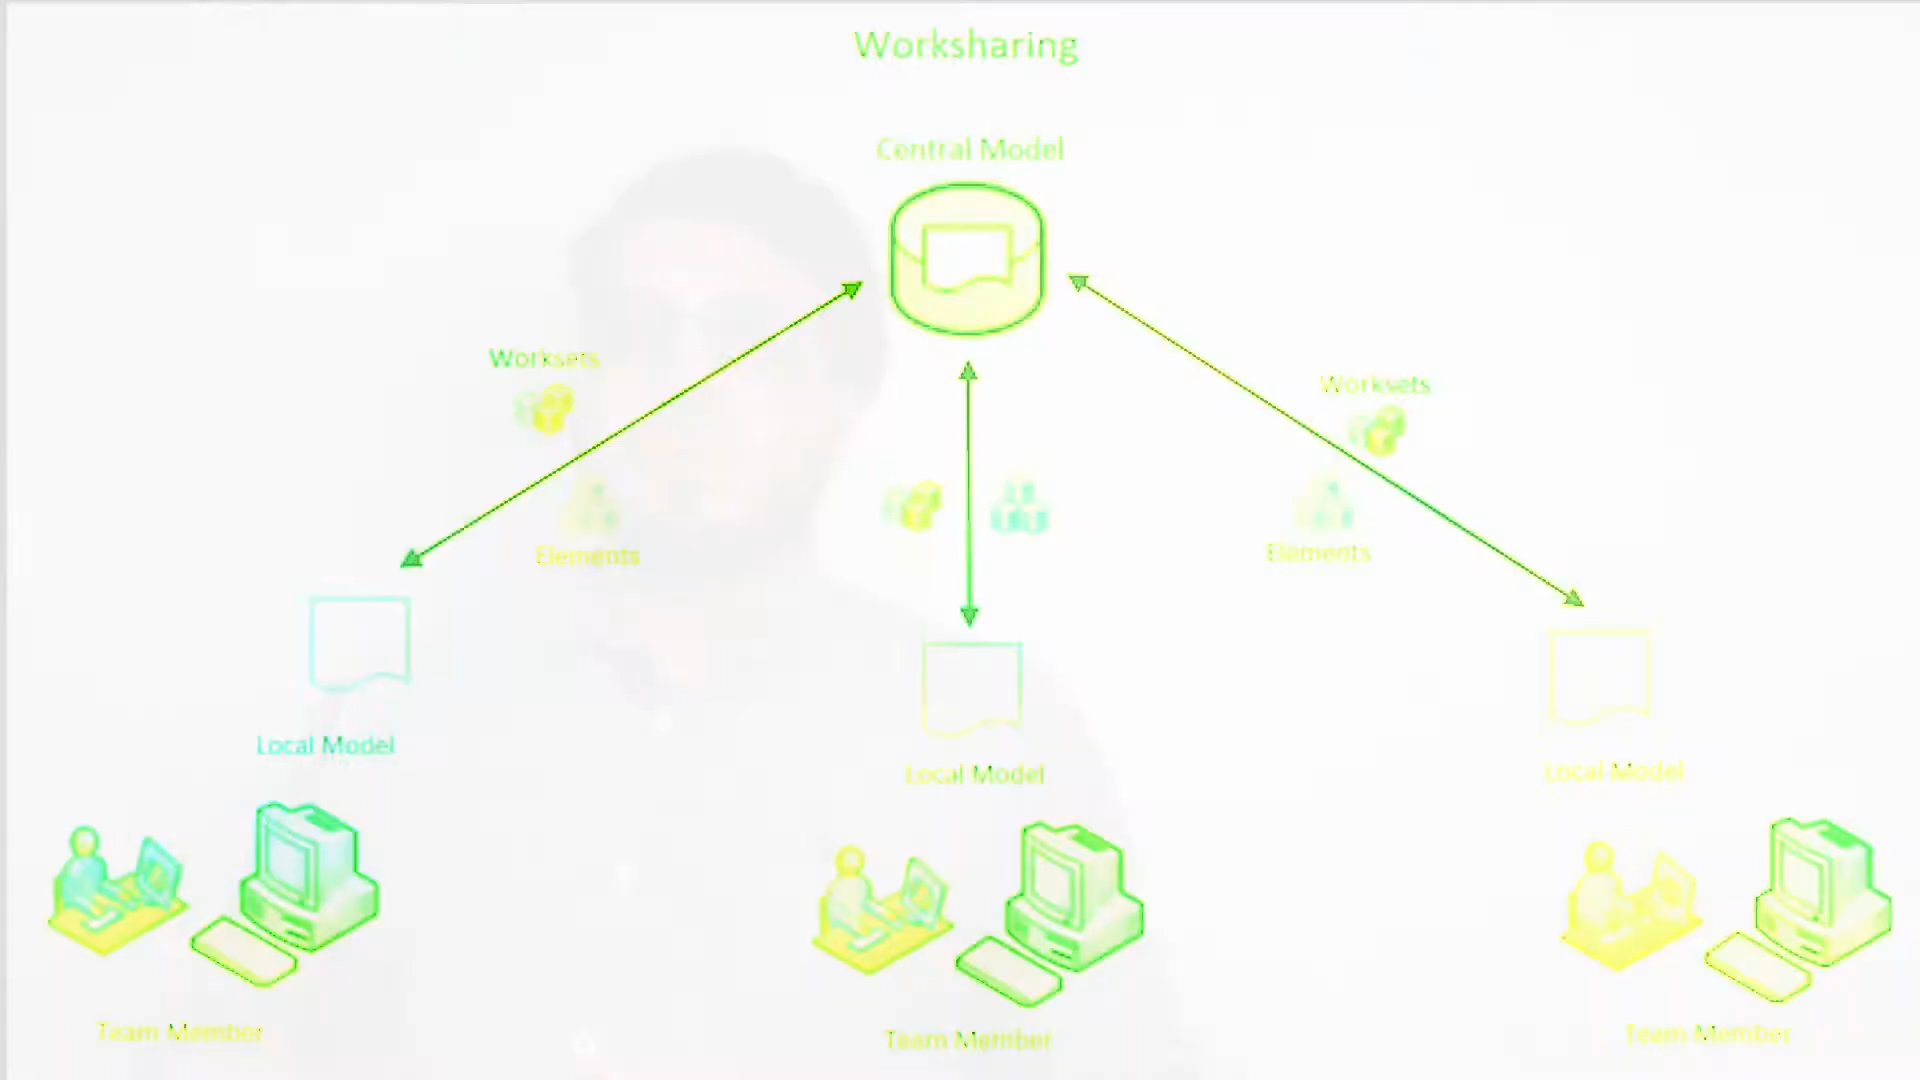 Worksharing
Central Model
Worksets
Worksets
Elements
Elements
Local Model
Local Model
Local Model
Team Member
Team Member
Team Member